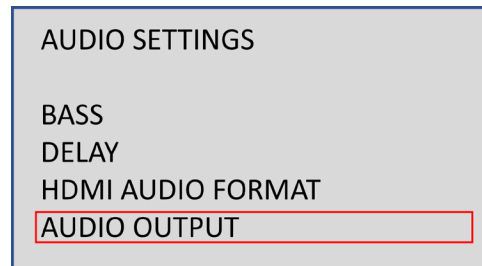 AUDIO SETTINGS
BASS
DELAY
HDMI AUDIO FORMAT
AUDIO OUTPUT